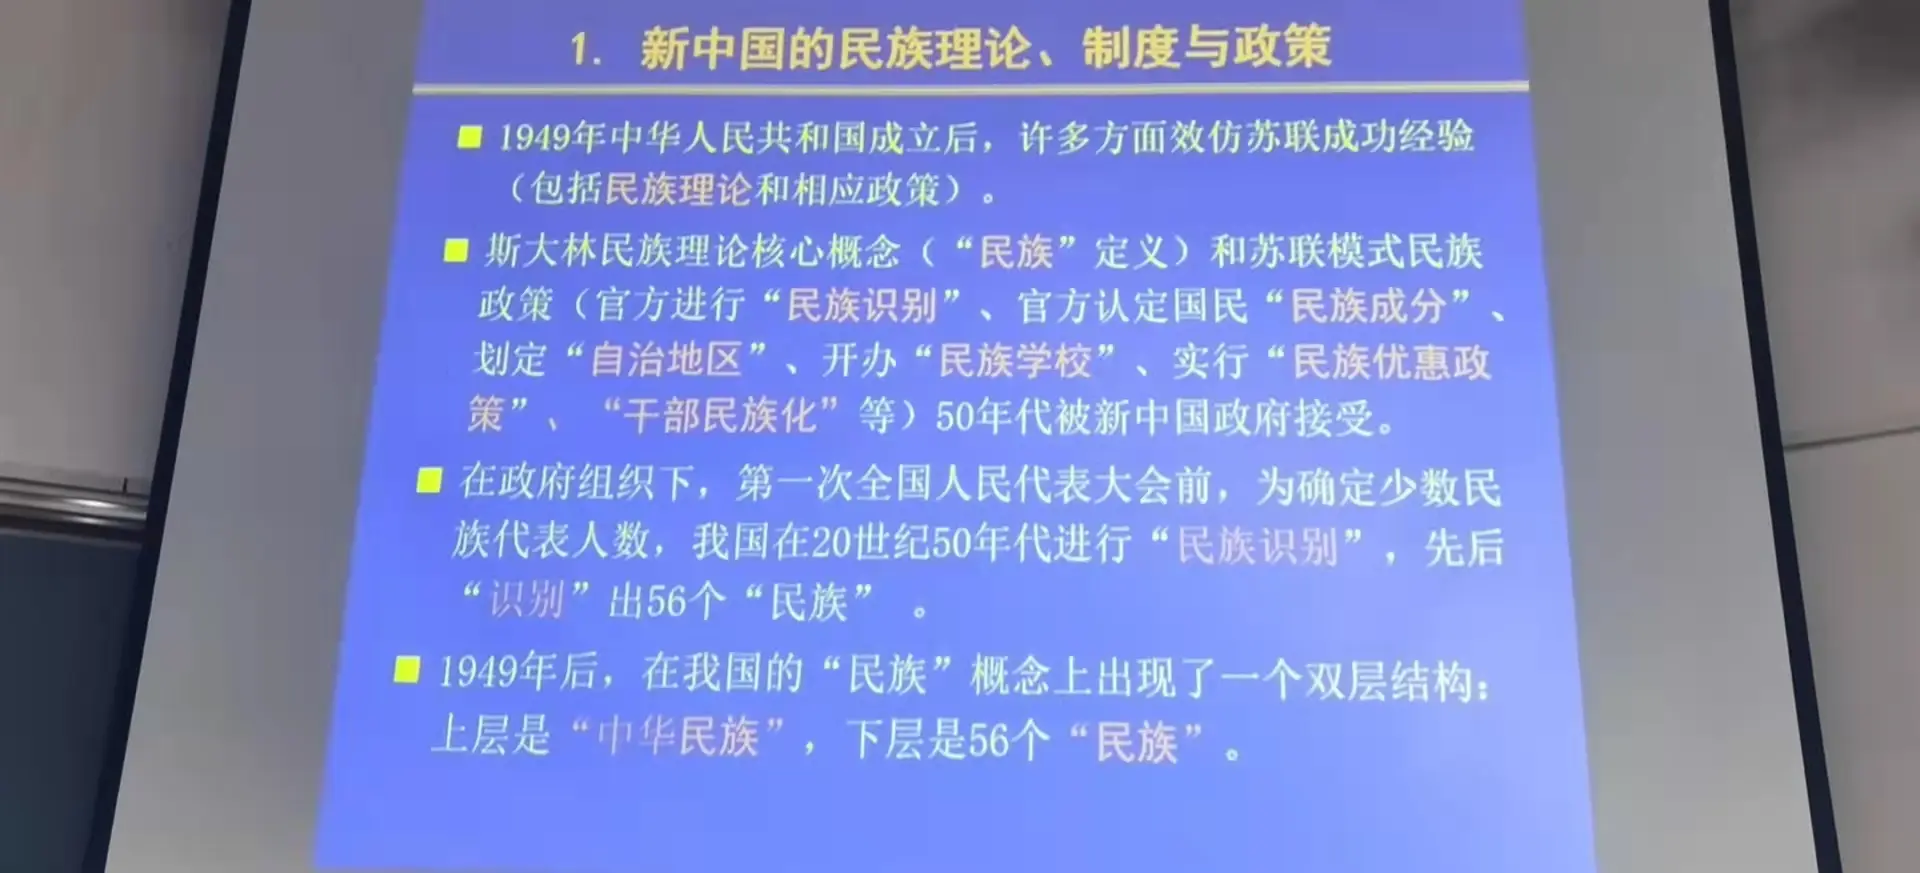 1. 新中国的民族理论、制度与政策
1949年中华人民共和国成立后，许多方面效仿苏联成功经验
（包括民族理论和相应政策）。
斯大林民族理论核心概念（“民族”定义）和苏联模式民族
政策（官方进行“民族识别”、官方认定国民“民族成分”、
划定“自治地区”、开办“民族学校”、实行“民族优惠政
策”、“干部民族化”等）50年代被新中国政府接受。
在政府组织下，第一次全国人民代表大会前，为确定少数民
族代表人数，我国在20世纪50年代进行“民族识别”，先后
“识别”出56个“民族”。
1949年后，在我国的“民族”概念上出现了一个双层结构：
上层是“中华民族”，下层是56个“民族”。